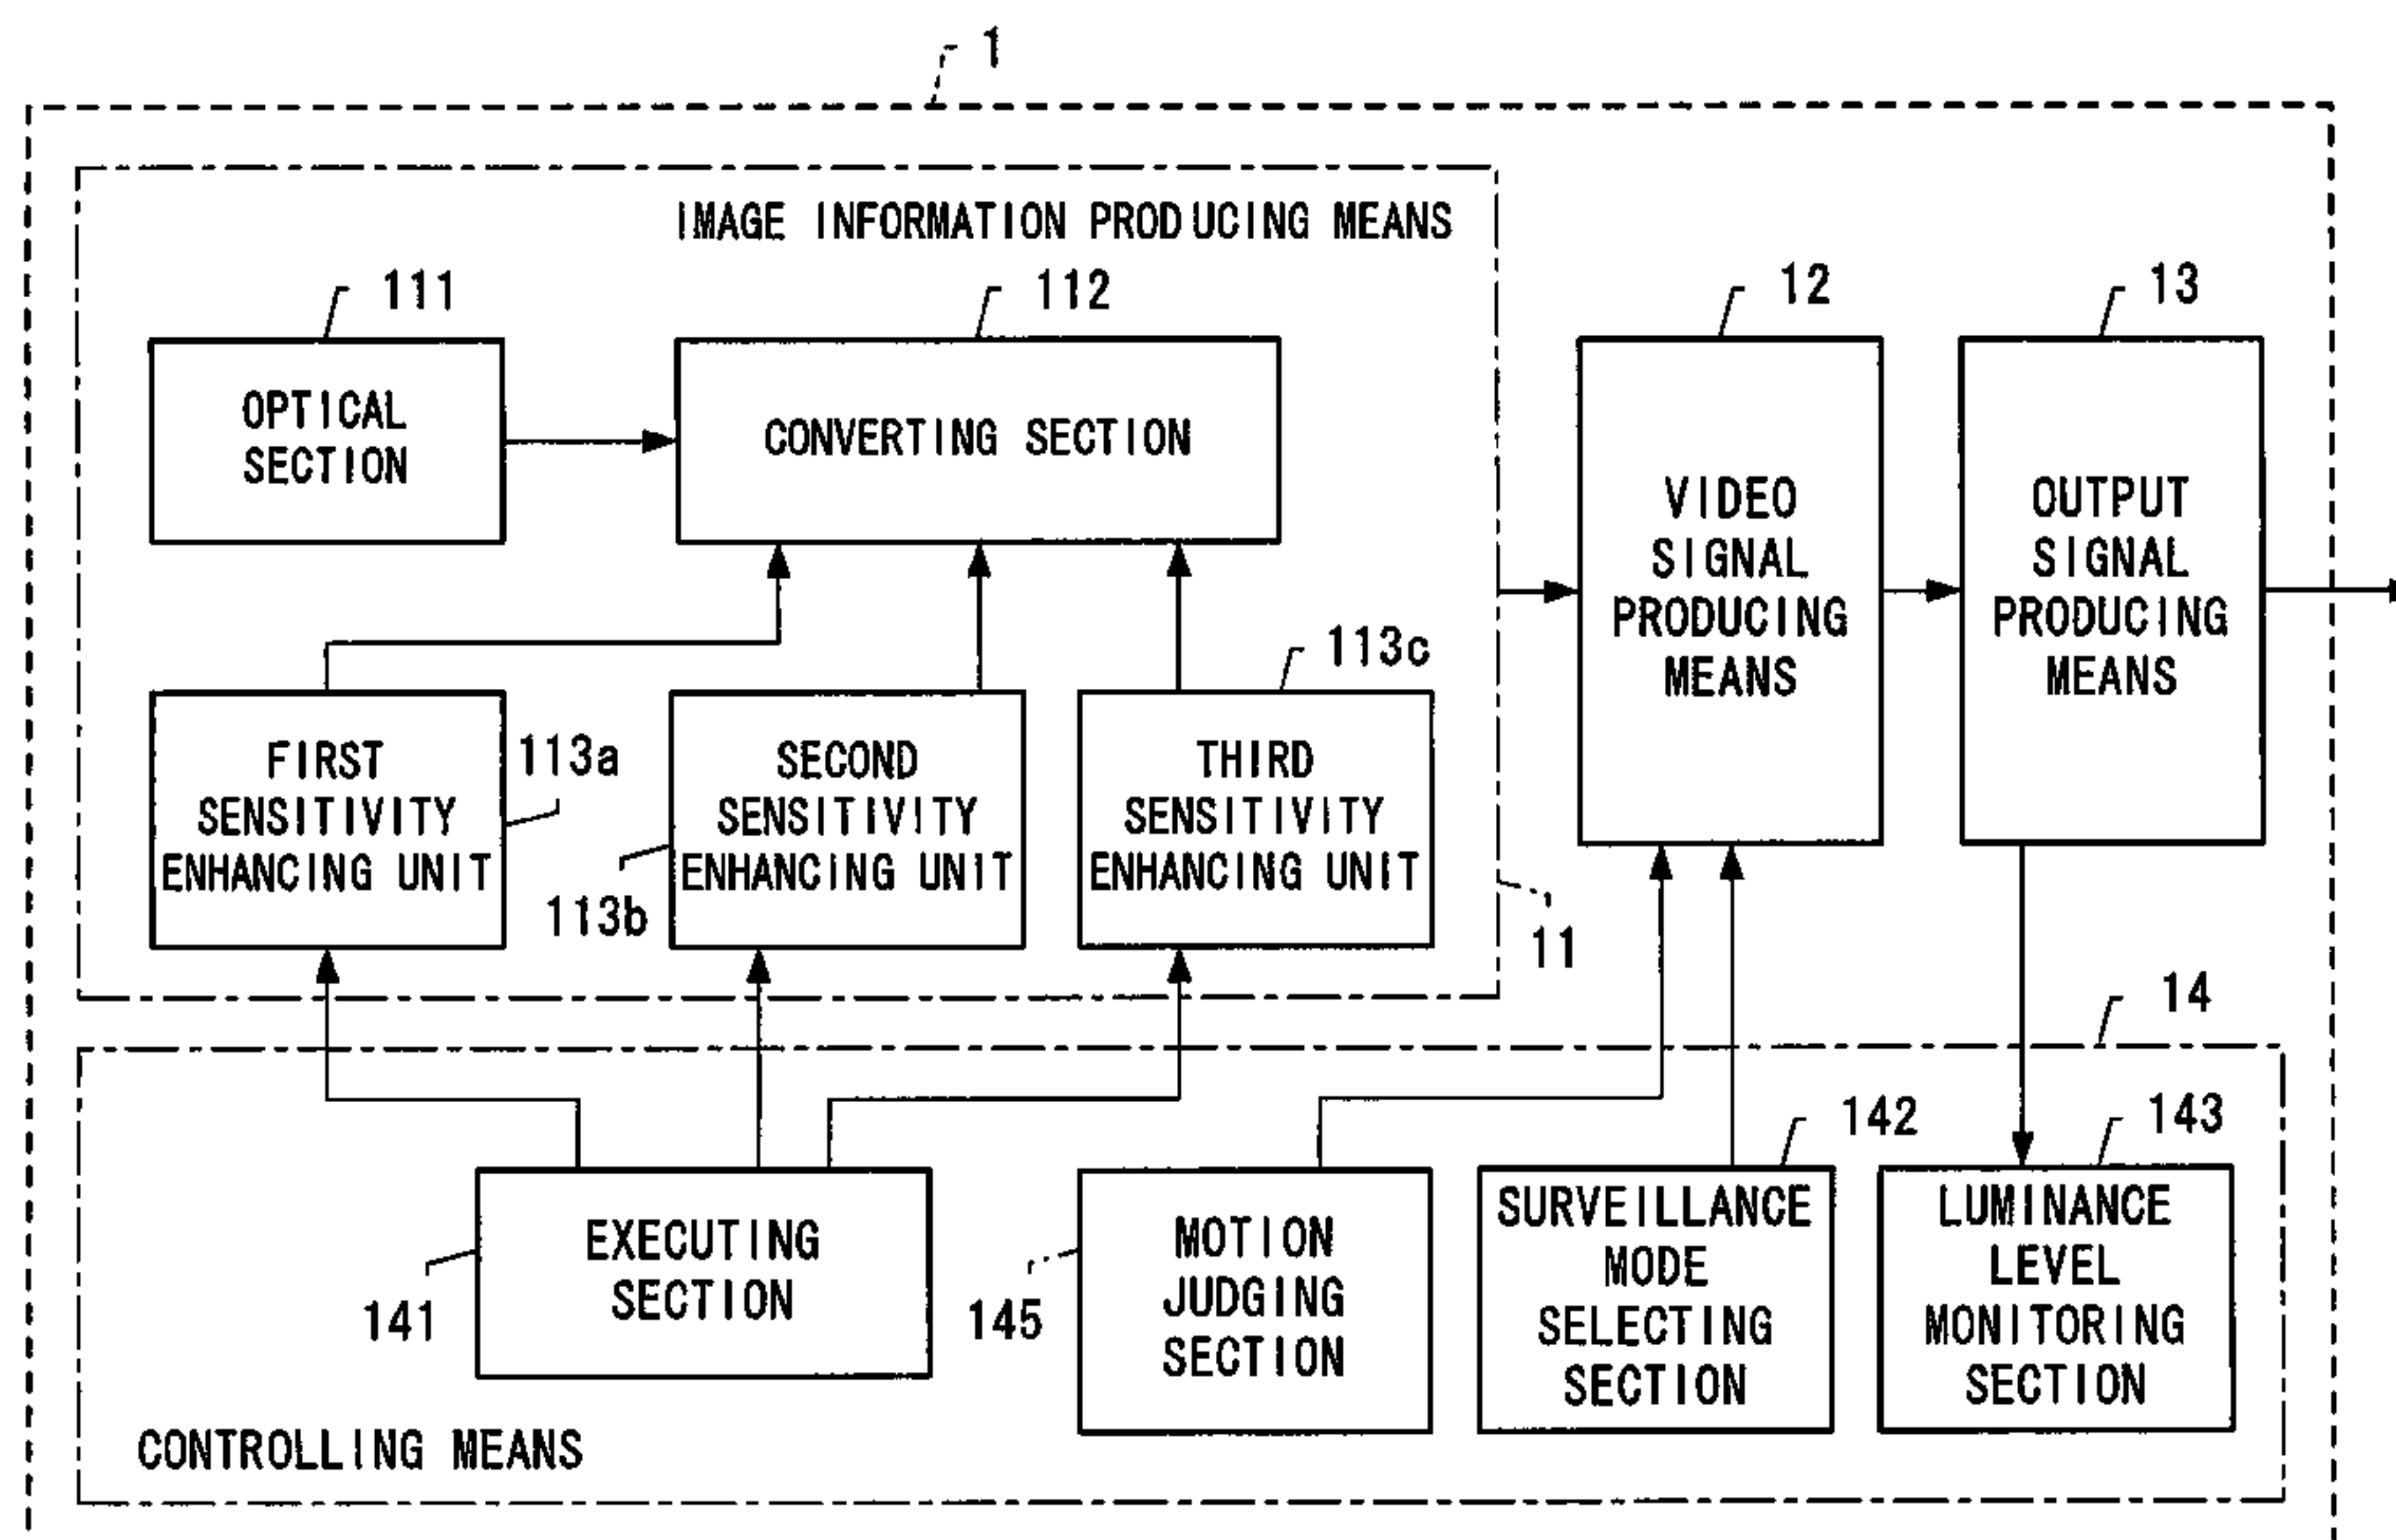 1
IMAGE INFORMATION PRODUCING MEANS
111
112
12
13
OPTICAL
SECTION
CONVERTING SECTION
VIDEO
SIGNAL
PRODUCING
MEANS
OUTPUT
SIGNAL
PRODUCING
MEANS
113c
FIRST
SENSITIVITY
ENHANCING UNIT
113a
SECOND
SENSITIVITY
ENHANCING UNIT
113b
THIRD
SENSITIVITY
ENHANCING UNIT
11
14
142
143
EXECUTING
SECTION
141
MOTION
JUDGING
SECTION
145
SURVEILLANCE
MODE
SELECTING
SECTION
LUMINANCE
LEVEL
MONITORING
SECTION
CONTROLLING MEANS